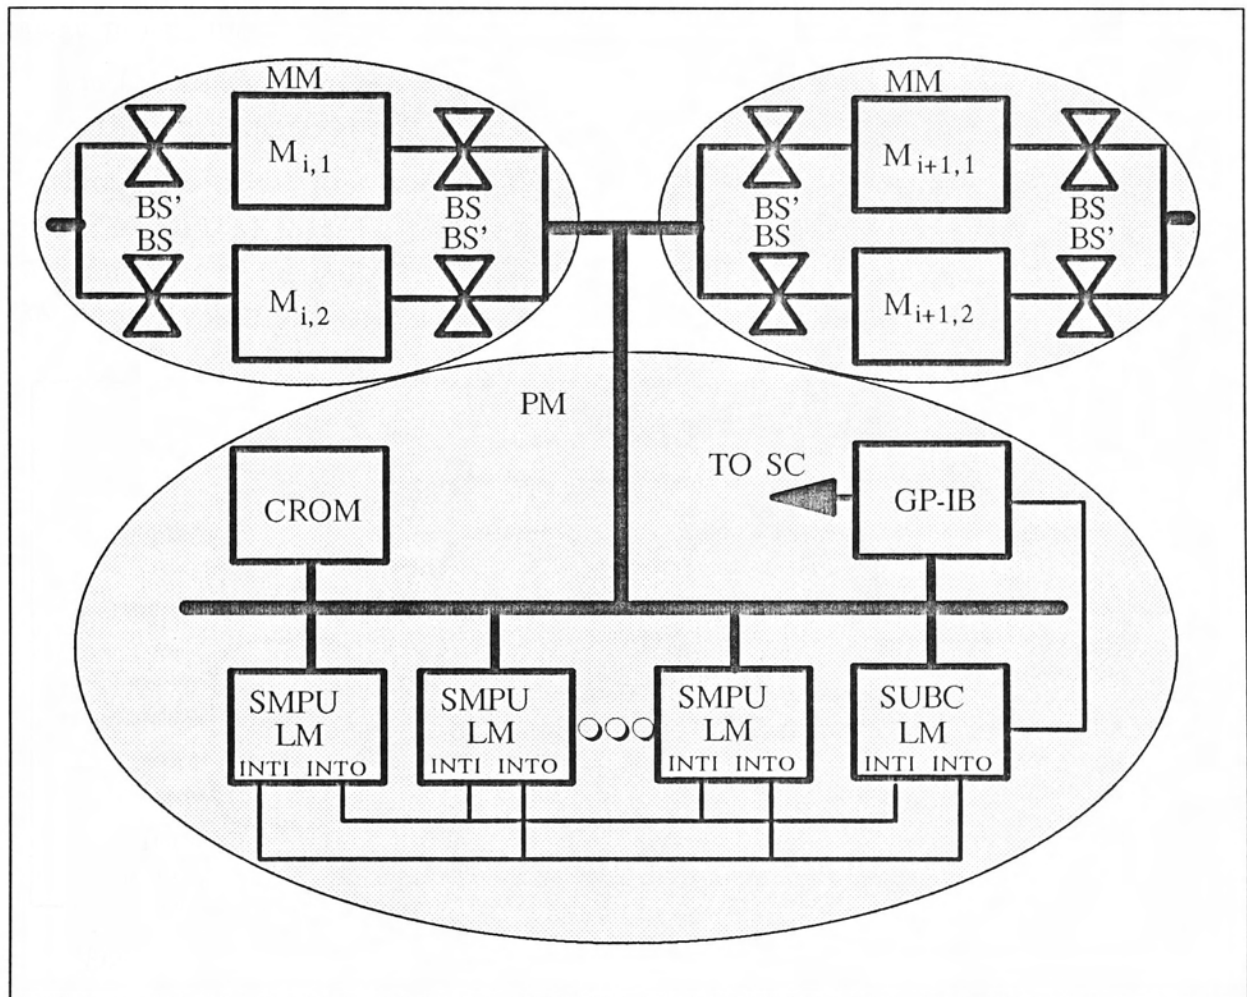 MM
MM
M i,1
M i+1,1
BS' BS
BS BS'
BS' BS
BS BS'
M i,2
M i+1,2
PM
TO SC
CROM
GP-IB
SMPU
LM
INTI INTO
SMPU
LM
INTI INTO
SMPU
LM
INTI INTO
SUBC
LM
INTI INTO